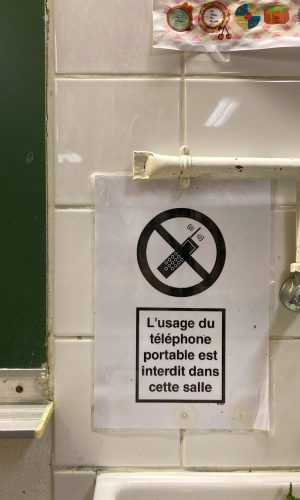 L'usage du
téléphone
portable est
interdit dans
cette salle